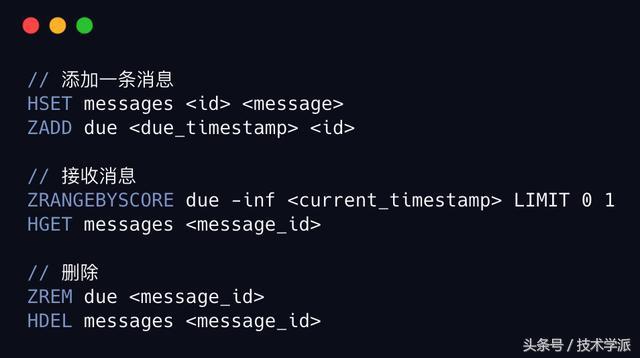 // 添加一条消息
HSET messages <id> <message>
ZADD due <due_timestamp> <id>
// 接收消息
ZRANGEBYSCORE due -inf <current_timestamp> LIMIT 0 1
HGET messages <message_id>
// 删除
ZREM due <message_id>
HDEL messages <message_id>
头条号 / 技术学派